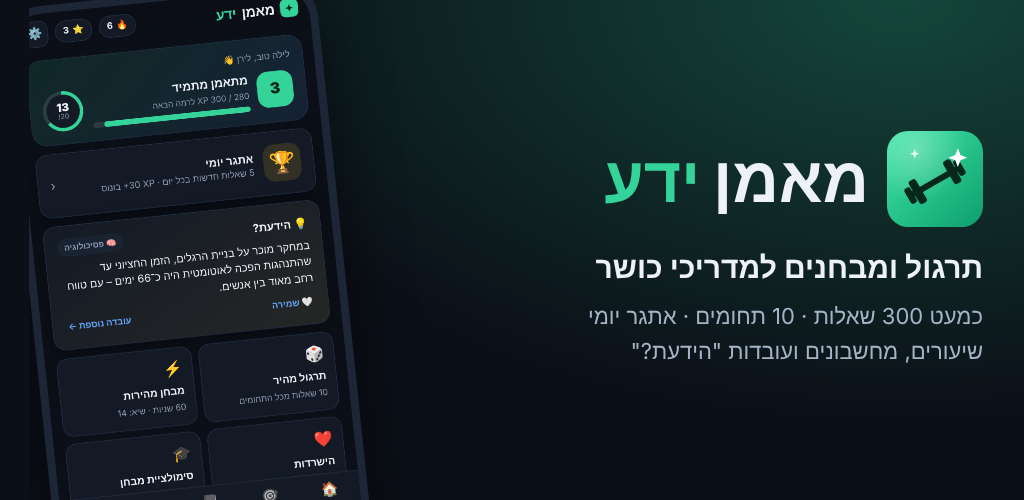 מאמן ידע
תרגול ומבחנים למדריכי כושר
כמעט 300 שאלות · 10 תחומים · אתגר יומי
שיעורים, מחשבונים ועובדות "הידעת?"
מאמן ידע
6
3
לילה טוב, לירן 👋
3
מתאמן מתמיד
280 / 300 XP לרמה הבאה
13
/20
אתגר יומי
5 שאלות חדשות בכל יום · 30 XP+ בונוס
💡 הידעת?
🧠 פסיכולוגיה
במחקר מוכר על בניית הרגלים, הזמן החציוני עד
שהתנהגות הפכה לאוטומטית היה כ־66 ימים – עם טווח
רחב מאוד בין אנשים.
🤍 שמירה
עובדה נוספת ←
תרגול מהיר
10 שאלות מכל התחומים
מבחן מהירות
60 שניות · שיא: 14
הישרדות
סימולציית מבחן